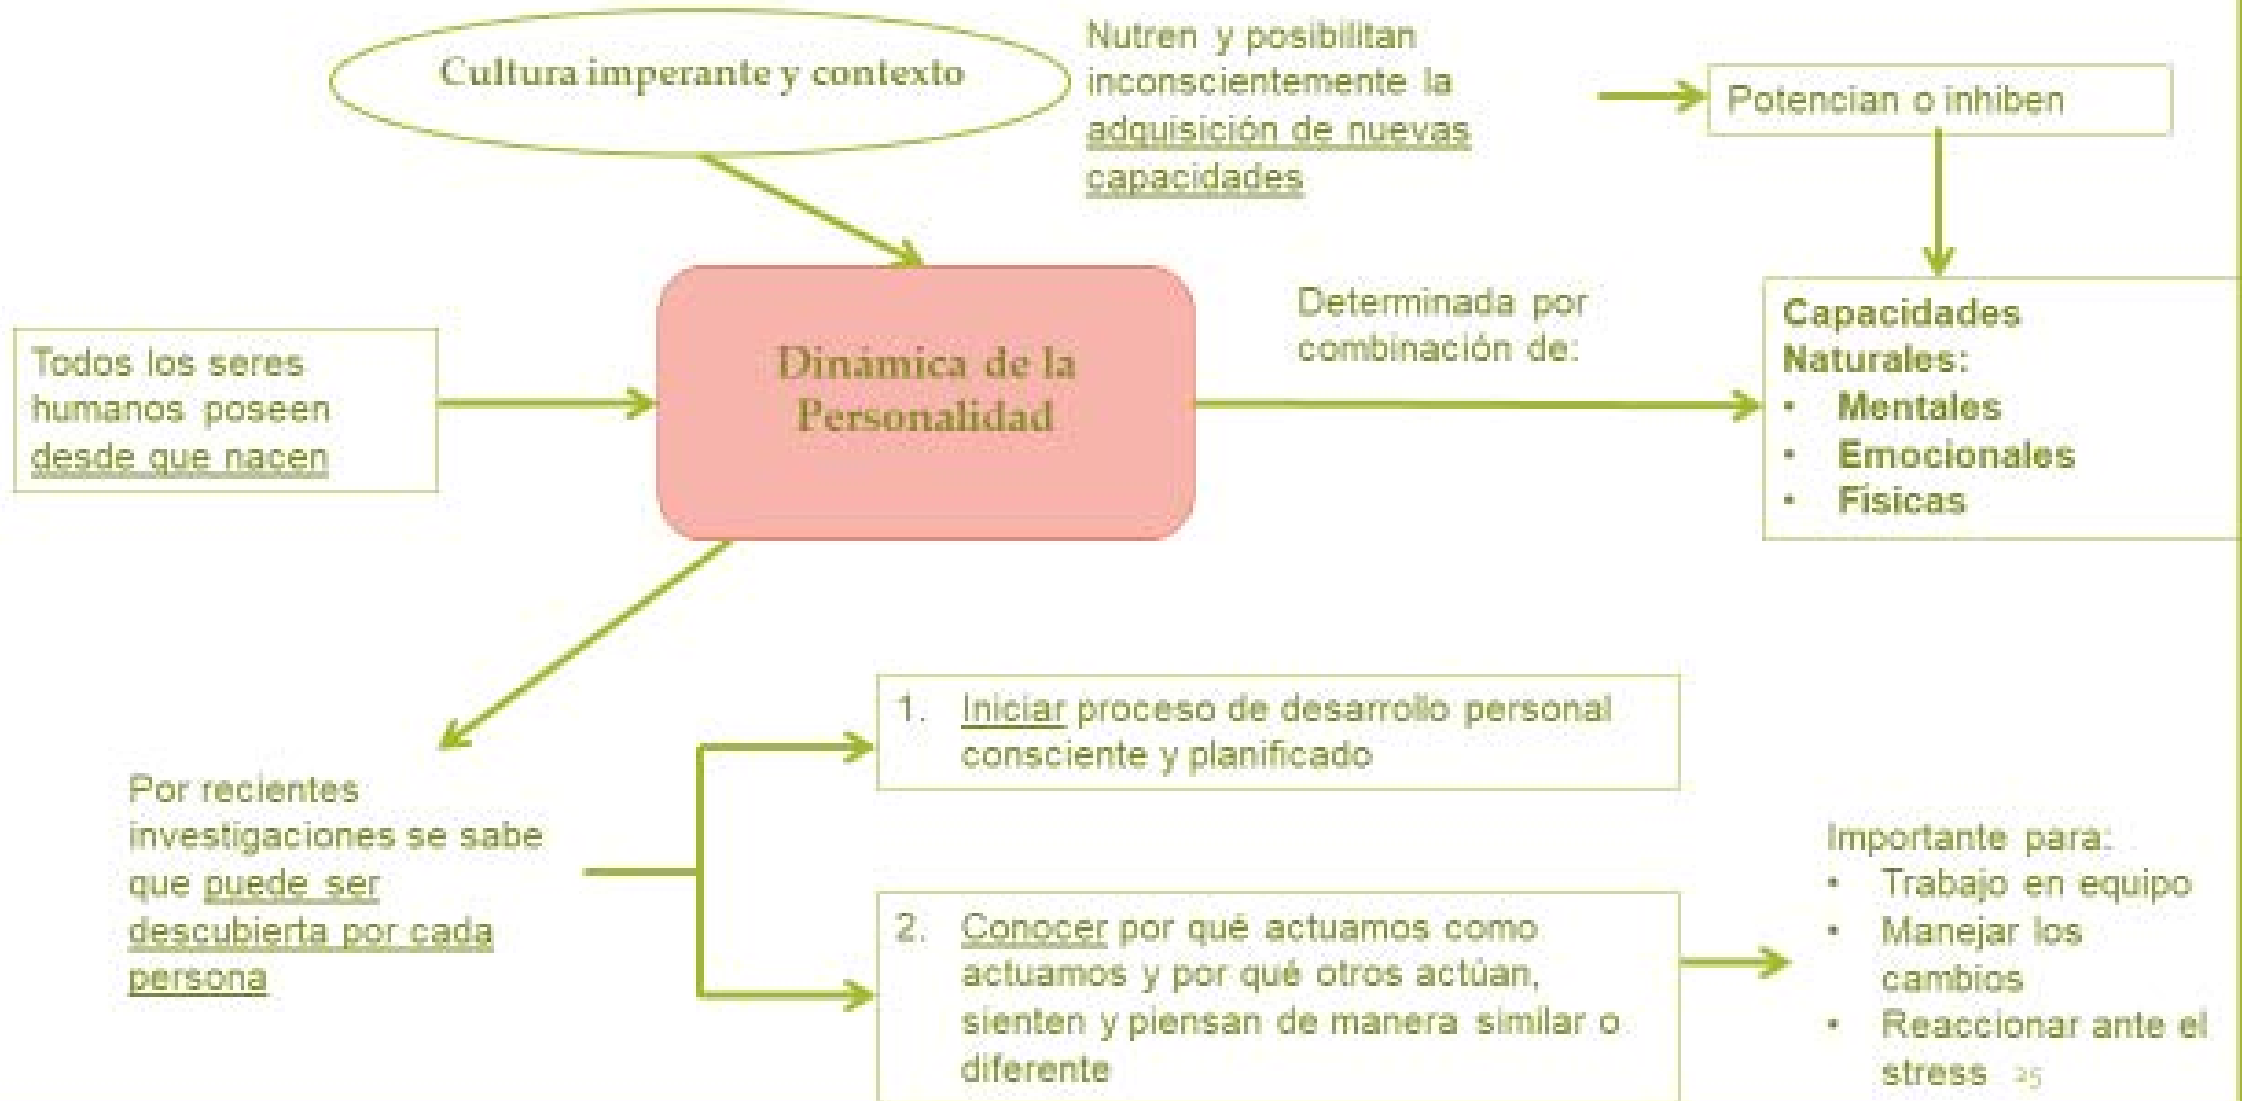 Cultura imperante y contexto
Nutren y posibilitan
inconscientemente la
adquisición de nuevas
capacidades
Potencian o inhiben
Todos los seres
humanos poseen
desde que nacen
Dinámica de la
Personalidad
Determinada por
combinación de:
Capacidades
Naturales:
• Mentales
• Emocionales
• Físicas
Por recientes
investigaciones se sabe
que puede ser
descubierta por cada
persona
1. Iniciar proceso de desarrollo personal
consciente y planificado
2. Conocer por qué actuamos como
actuamos y por qué otros actúan,
sienten y piensan de manera similar o
diferente
Importante para:
• Trabajo en equipo
• Manejar los
cambios
• Reaccionar ante el
stress 25